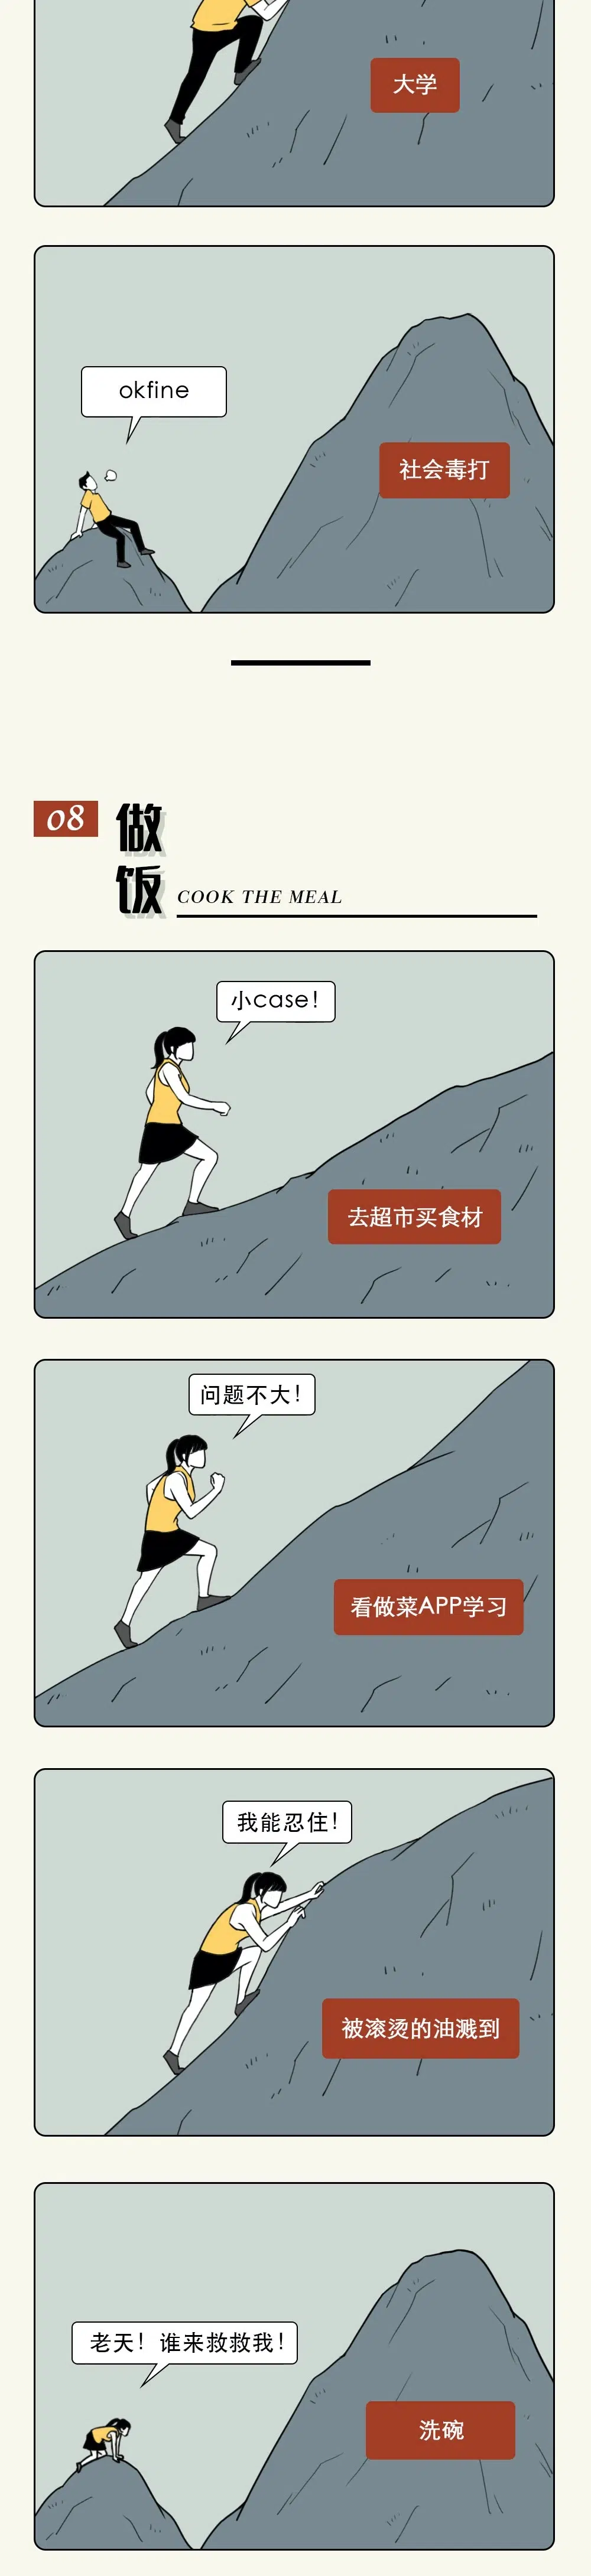 大学
okfine
社会毒打
08
做
饭
COOK THE MEAL
小case！
去超市买食材
问题不大！
看做菜APP学习
我能忍住！
被滚烫的油溅到
老天！谁来救救我！
洗碗